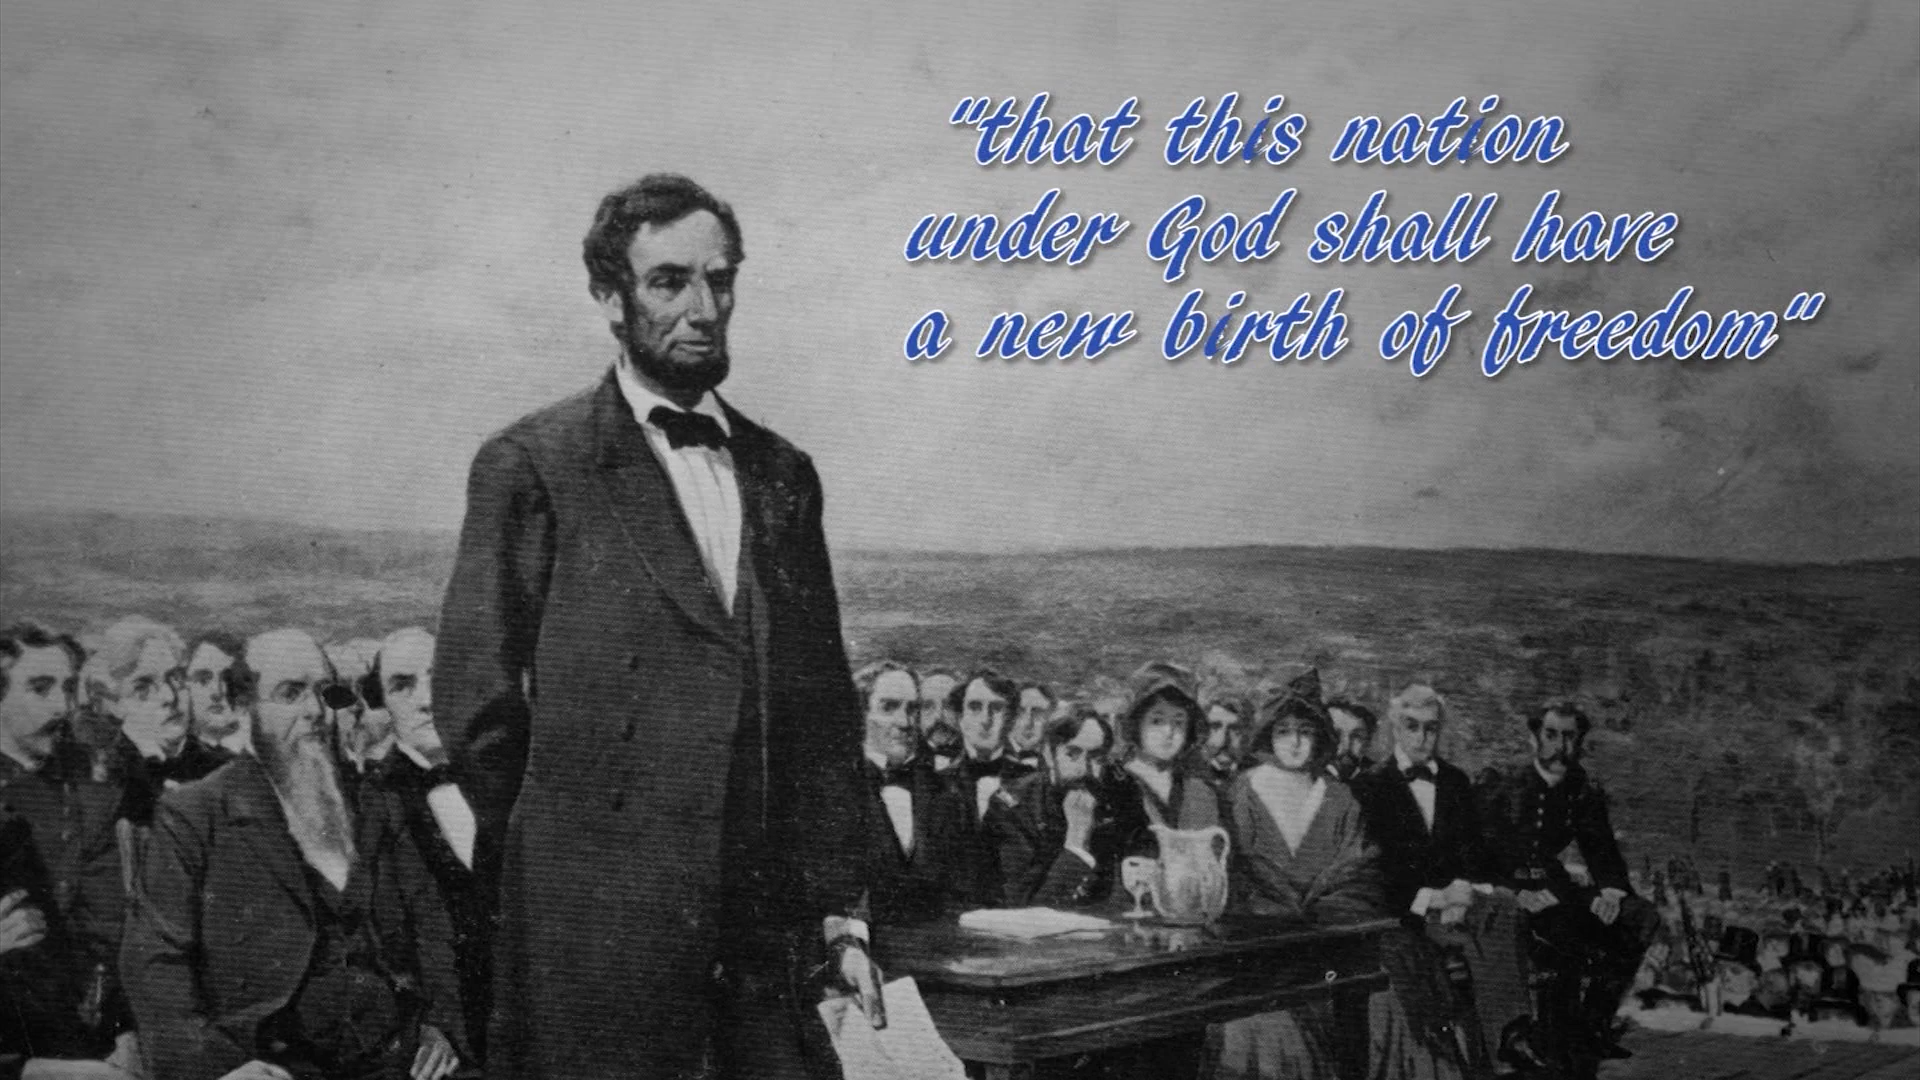 “that this nation
under God shall have
a new birth of freedom“